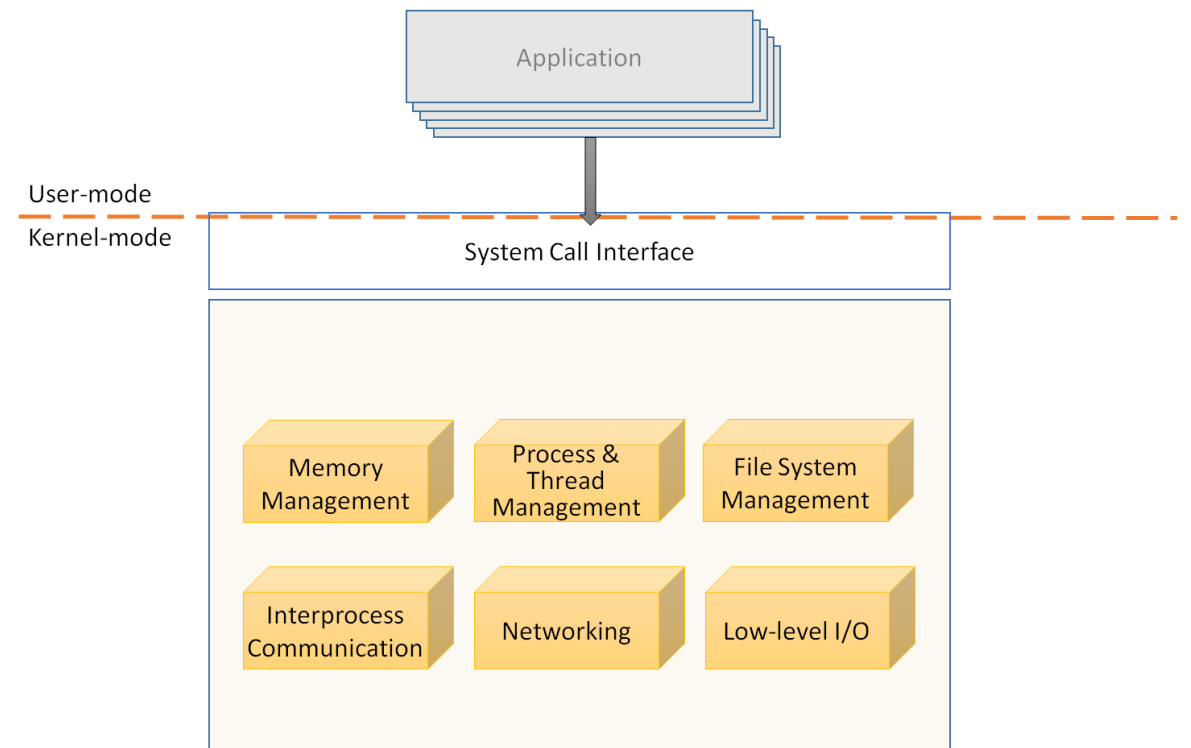 Application
User-mode
Kernel-mode
System Call Interface
Memory
Management
Process &
Thread
Management
File System
Management
Interprocess
Communication
Networking
Low-level I/O